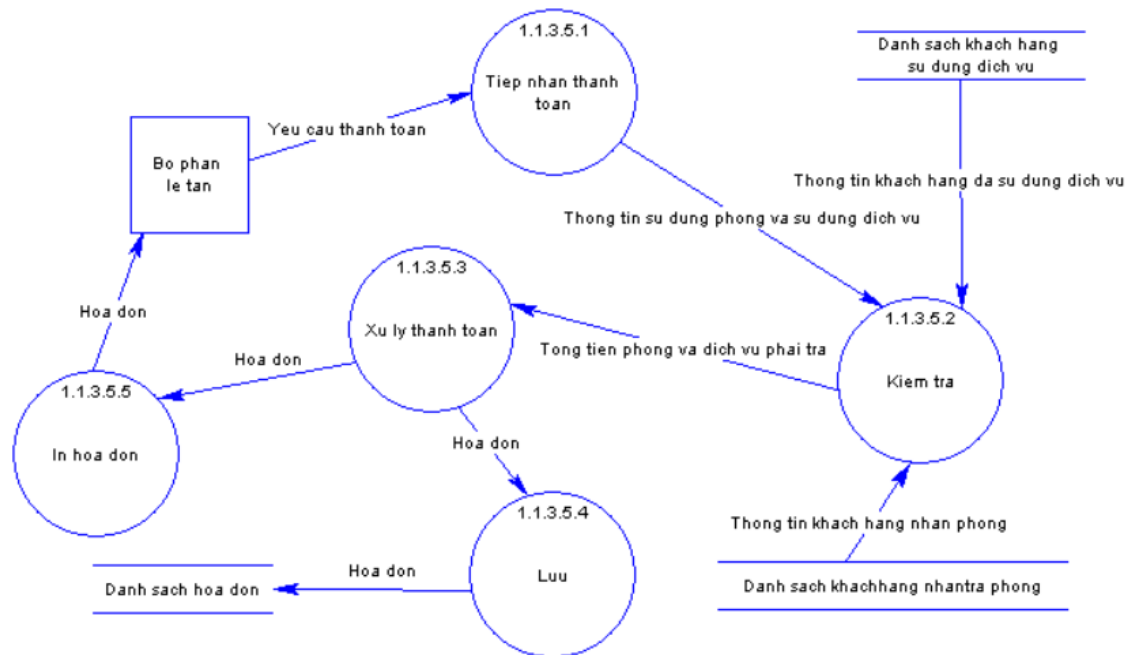 1.1.3.5.1
Tiep nhan thanh
toan
Danh sach khach hang
su dung dich vu
Yeu cau thanh toan
Bo phan
le tan
Thong tin khach hang da su dung dich vu
Thong tin su dung phong va su dung dich vu
1.1.3.5.3
Xu ly thanh toan
Hoa don
1.1.3.5.2
Kiem tra
Tong tien phong va dich vu phai tra
Hoa don
1.1.3.5.5
In hoa don
Hoa don
1.1.3.5.4
Luu
Thong tin khach hang nhan phong
Danh sach khachhang nhantra phong
Hoa don
Danh sach hoa don